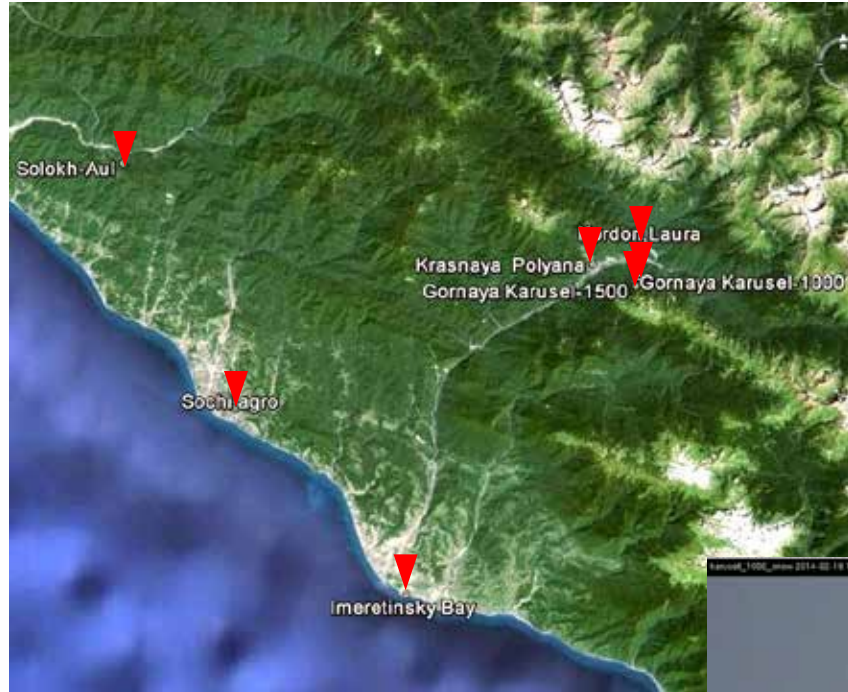 Solokh-Aul
Kordon Laura
Krasnaya Polyana
Gornaya Karusel-1500
Gornaya Karusel-1000
Sochi agro
Imeretinsky Bay